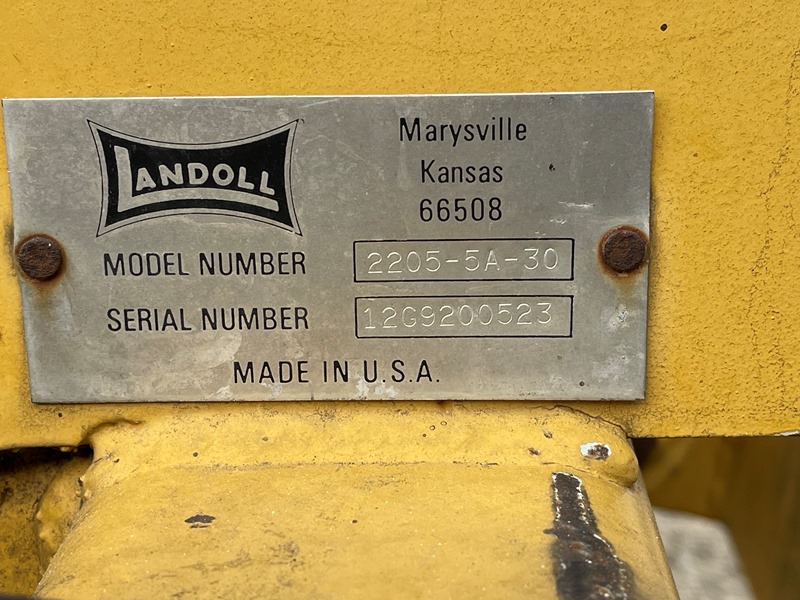 LANDOLL
Marysville
Kansas
66508
MODEL NUMBER 2205-5A-30
SERIAL NUMBER 12G9200523
MADE IN U.S.A.